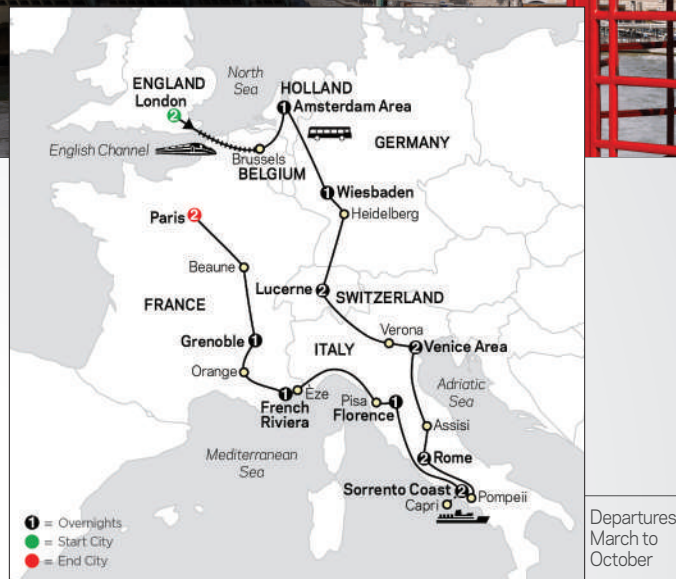 North
Sea
ENGLAND
London
2
HOLLAND
1 Amsterdam Area
English Channel
Brussels
BELGIUM
GERMANY
1 Wiesbaden
Heidelberg
Paris 2
Beaune
Lucerne 2
SWITZERLAND
FRANCE
Verona
2 Venice Area
Grenoble 1
ITALY
Orange
Èze
1
French
Riviera
Pisa
Florence 1
Adriatic
Sea
Assisi
Mediterranean
Sea
2 Rome
Sorrento Coast 2
Pompeii
Capri
1 = Overnights
= Start City
= End City
Departures
March to
October